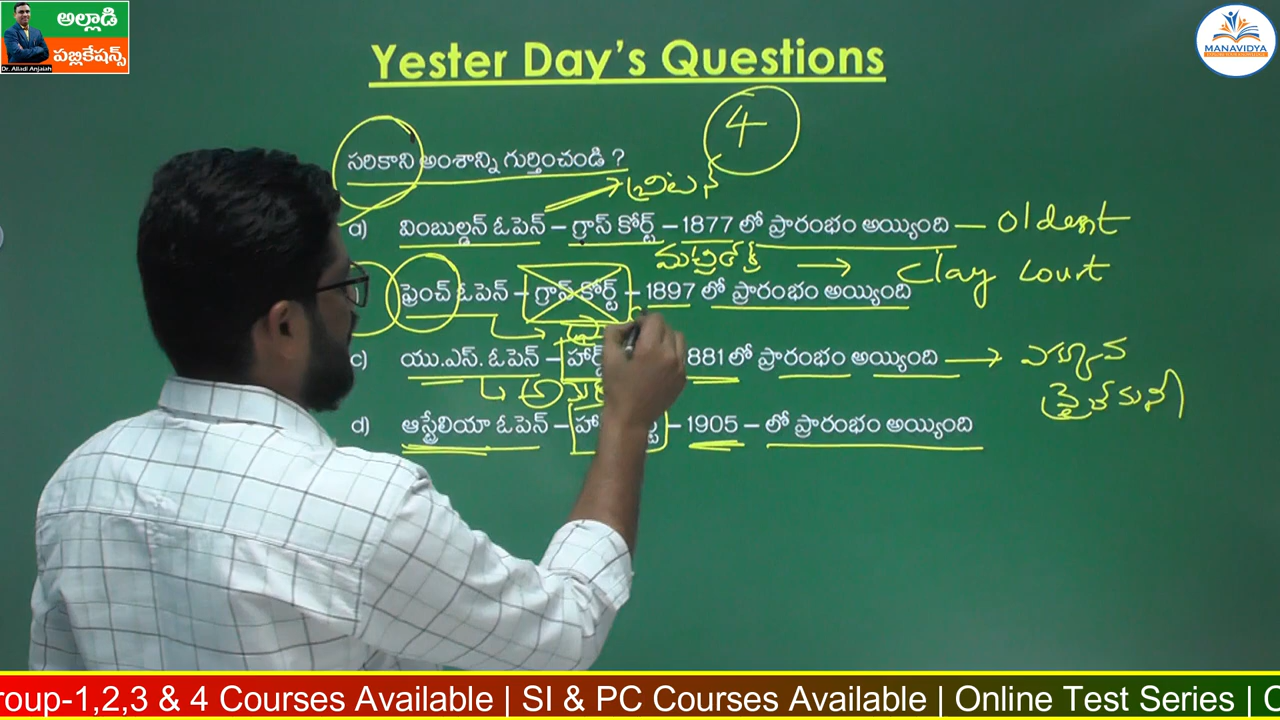 అల్లాడి
పబ్లికేషన్స్
Dr. Alladi Anjaiah
MANAVIDYA
Yester Day's Questions
4
సరికాని అంశాన్ని గుర్తించండి ?
బ్రిటన్
a) వింబుల్డన్ ఓపెన్ – గ్రాస్ కోర్ట్ – 1877 లో ప్రారంభం అయ్యింది – Oldest
clay court
ఫ్రెంచ్ ఓపెన్ – గ్రాస్ కోర్ట్ – 1897 లో ప్రారంభం అయ్యింది
c) యు.ఎస్. ఓపెన్ – 881 లో ప్రారంభం అయ్యింది → ఎక్కువ
d) ఆస్ట్రేలియా ఓపెన్ – – 1905 – లో ప్రారంభం అయ్యింది
roup-1,2,3 & 4 Courses Available | SI & PC Courses Available | Online Test Series | C